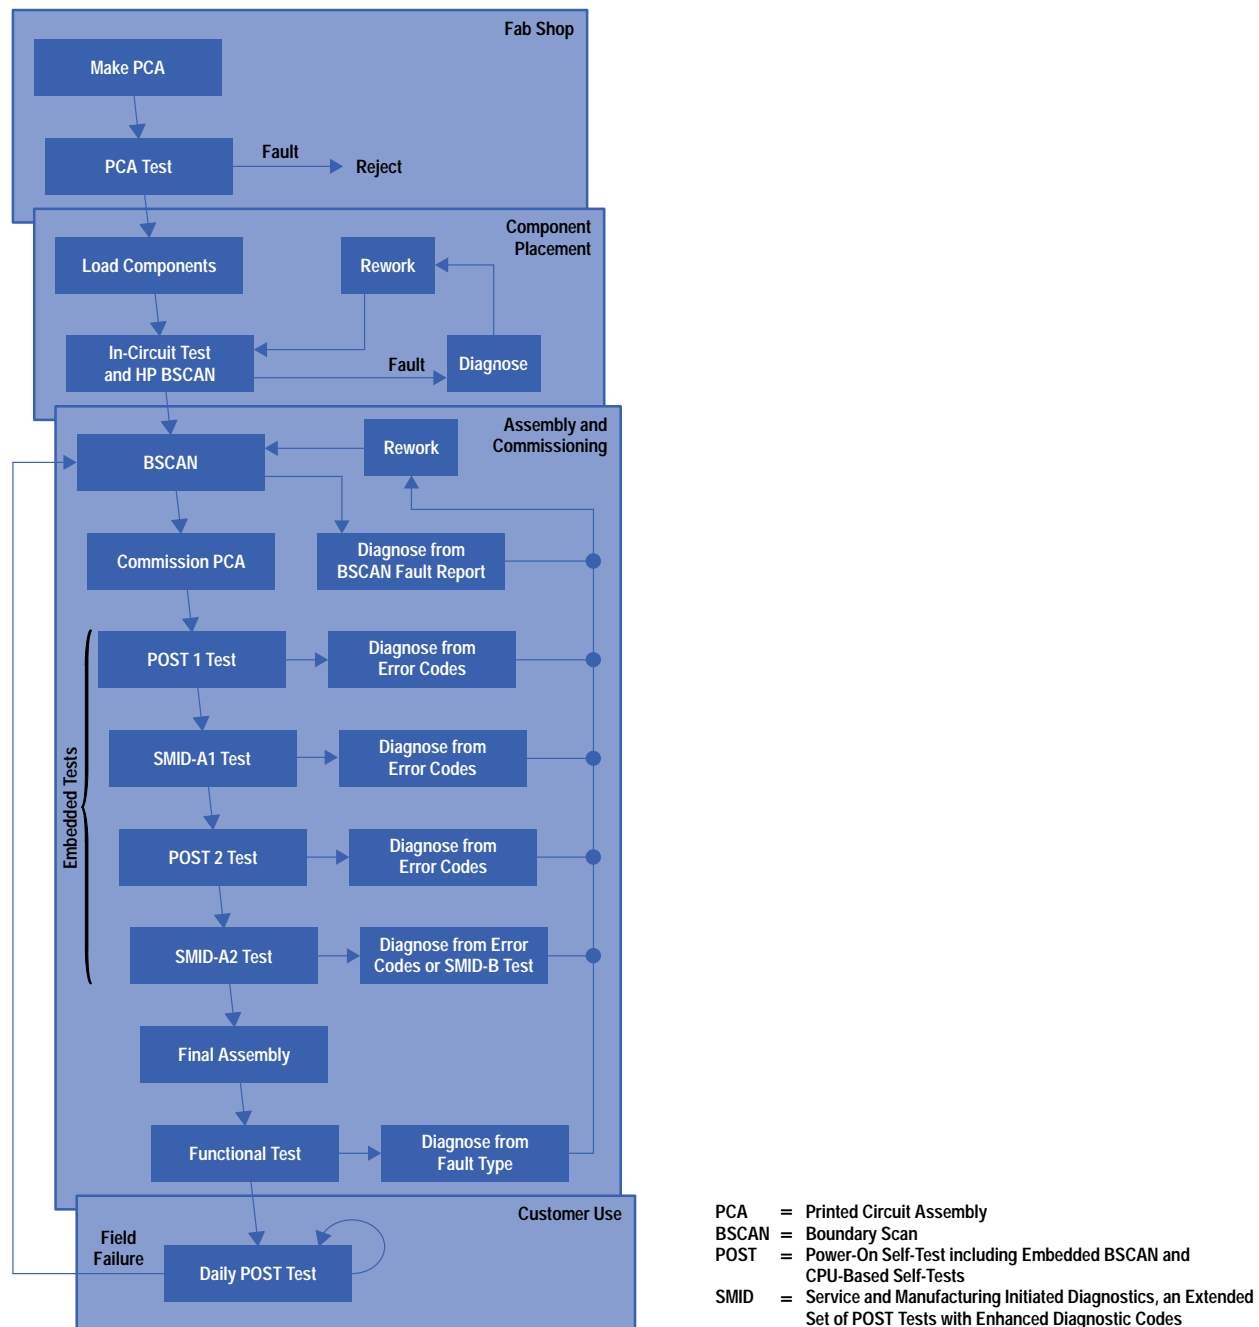 Fab Shop
Make PCA
PCA Test
Fault
Reject
Component
Placement
Load Components
Rework
In-Circuit Test
and HP BSCAN
Fault
Diagnose
Assembly and
Commissioning
BSCAN
Rework
Commission PCA
Diagnose from
BSCAN Fault Report
Embedded Tests
POST 1 Test
Diagnose from
Error Codes
SMID-A1 Test
Diagnose from
Error Codes
POST 2 Test
Diagnose from
Error Codes
SMID-A2 Test
Diagnose from Error
Codes or SMID-B Test
Final Assembly
Functional Test
Diagnose from
Fault Type
Customer Use
Field
Failure
Daily POST Test
PCA = Printed Circuit Assembly
BSCAN = Boundary Scan
POST = Power-On Self-Test including Embedded BSCAN and
CPU-Based Self-Tests
SMID = Service and Manufacturing Initiated Diagnostics, an Extended
Set of POST Tests with Enhanced Diagnostic Codes